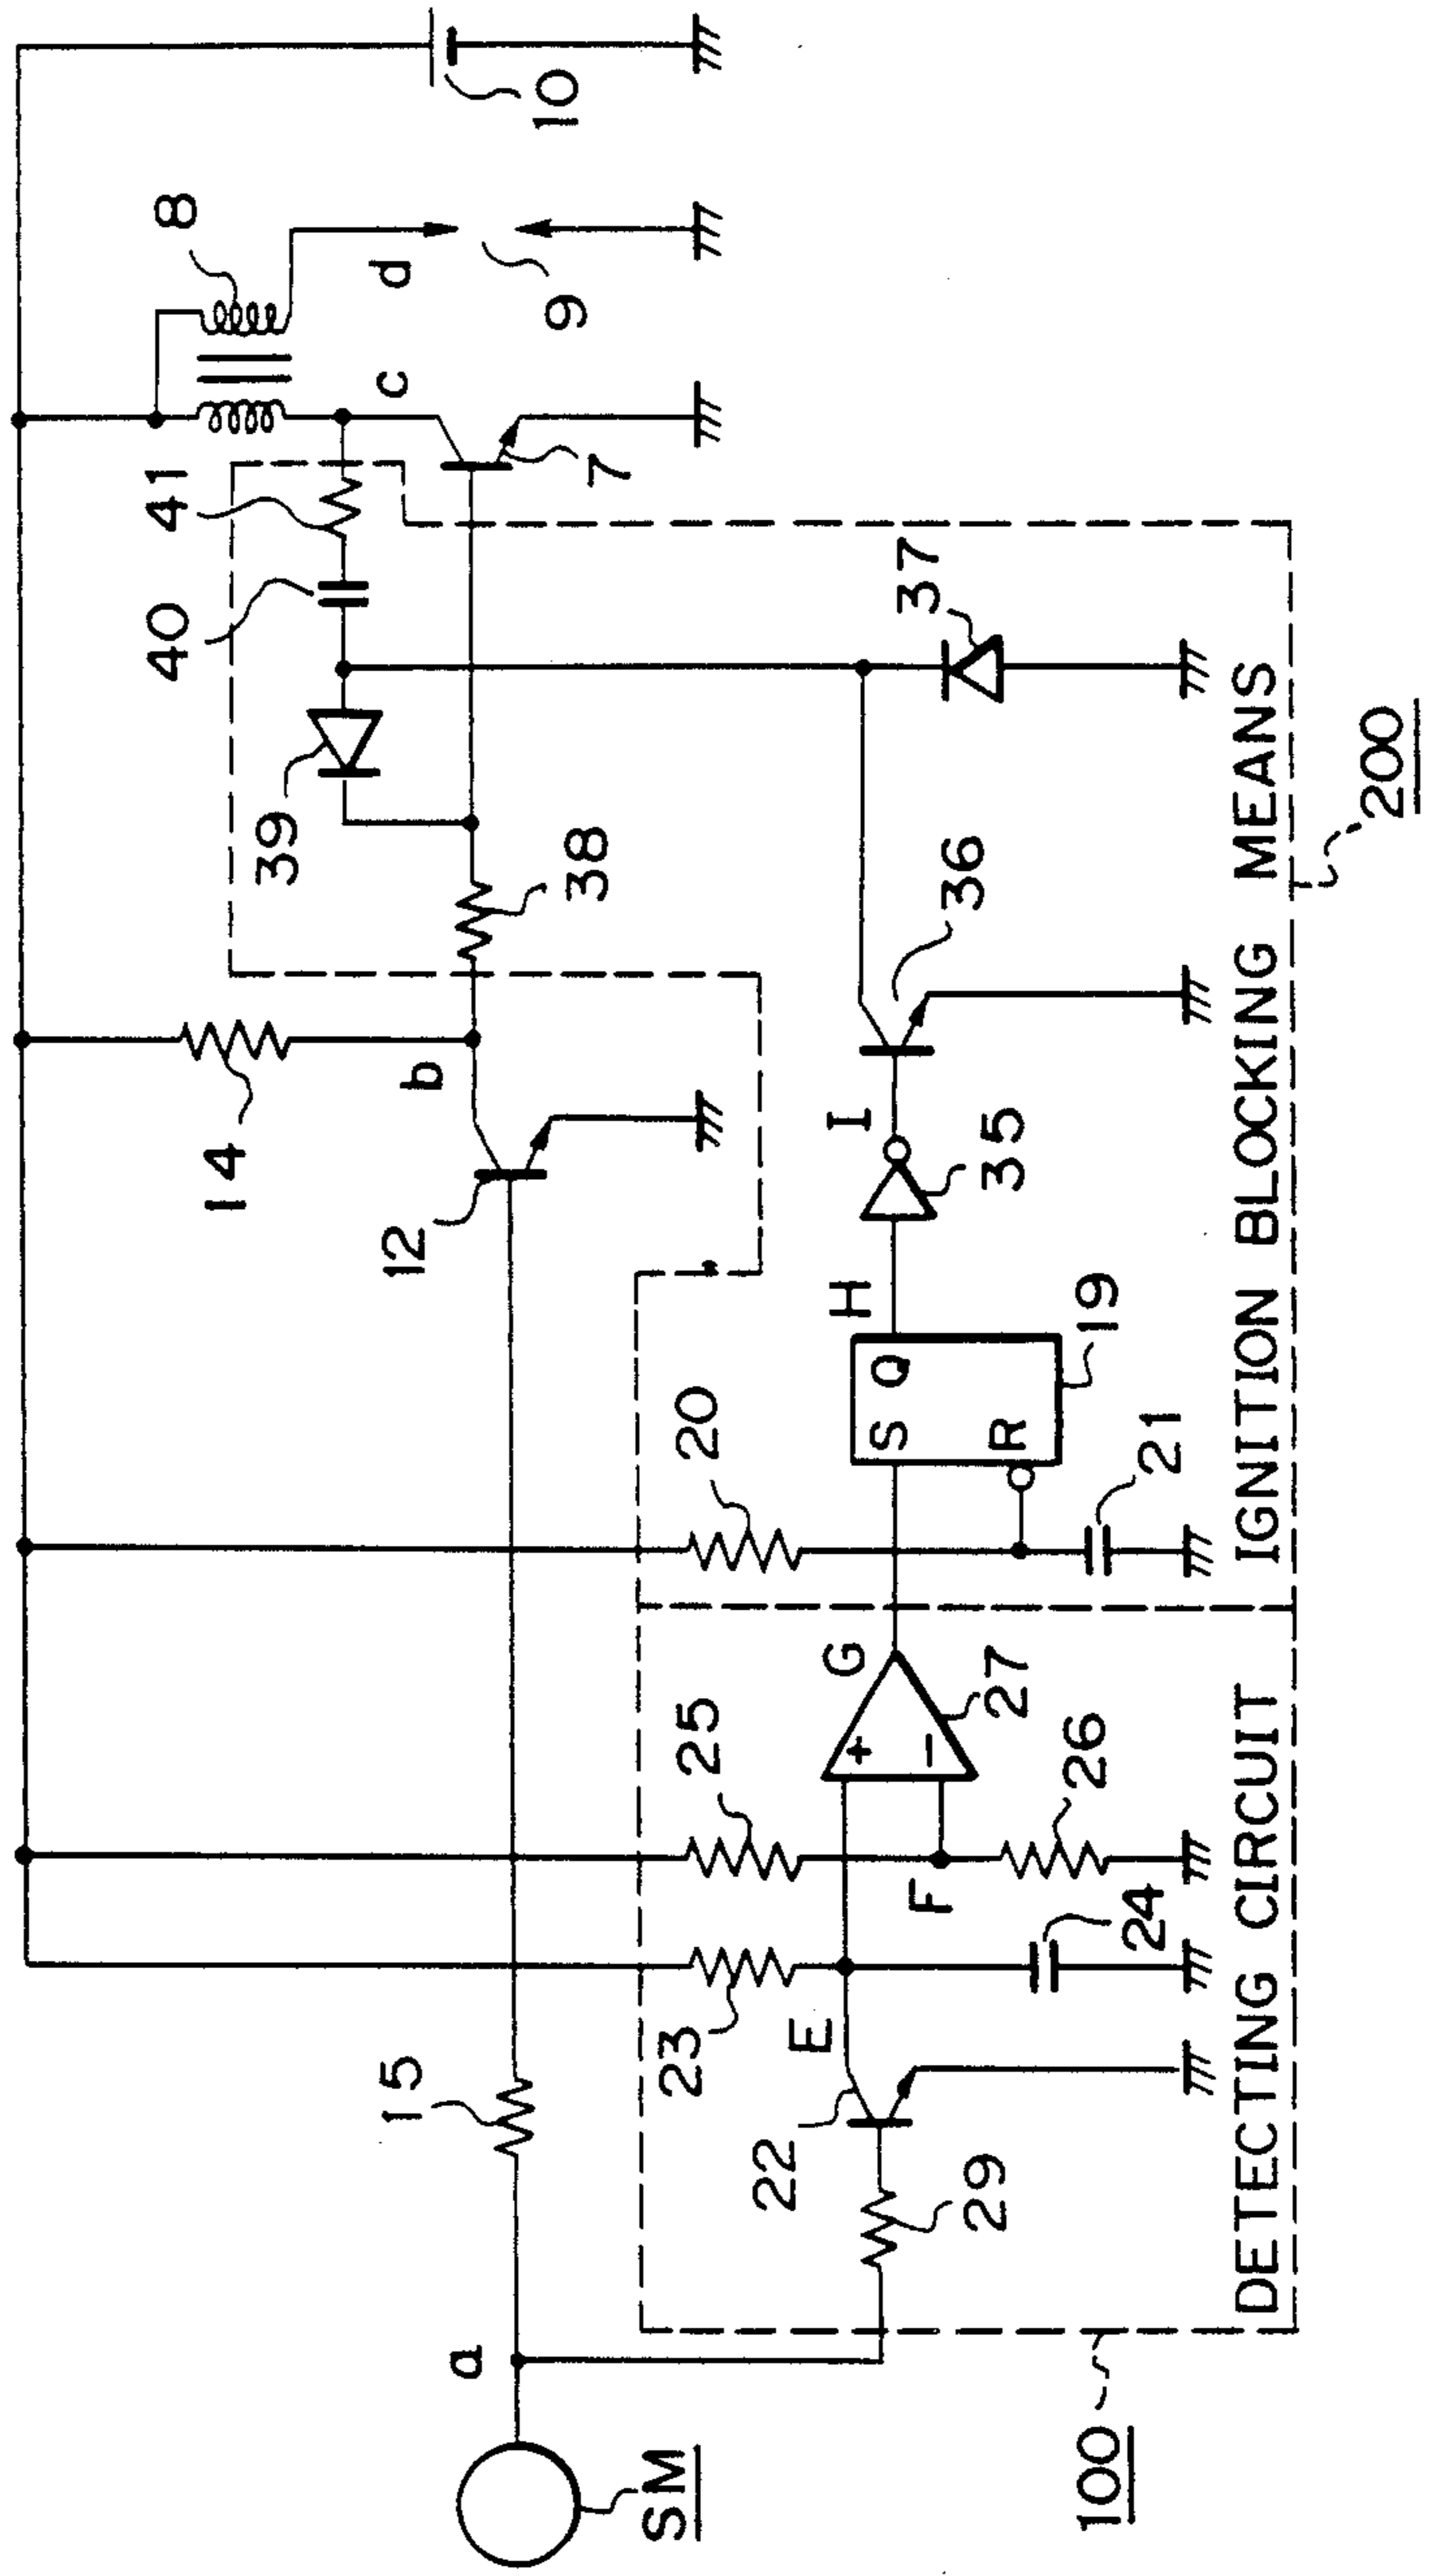 8
41
40
39
14
c
d
9
10
7
38
b
12
15
a
SM
37
36
I
35
H
19
S
Q
R
20
21
G
27
25
26
F
24
23
E
22
29
DETECTING CIRCUIT
IGNITION BLOCKING MEANS
100
200
+
−